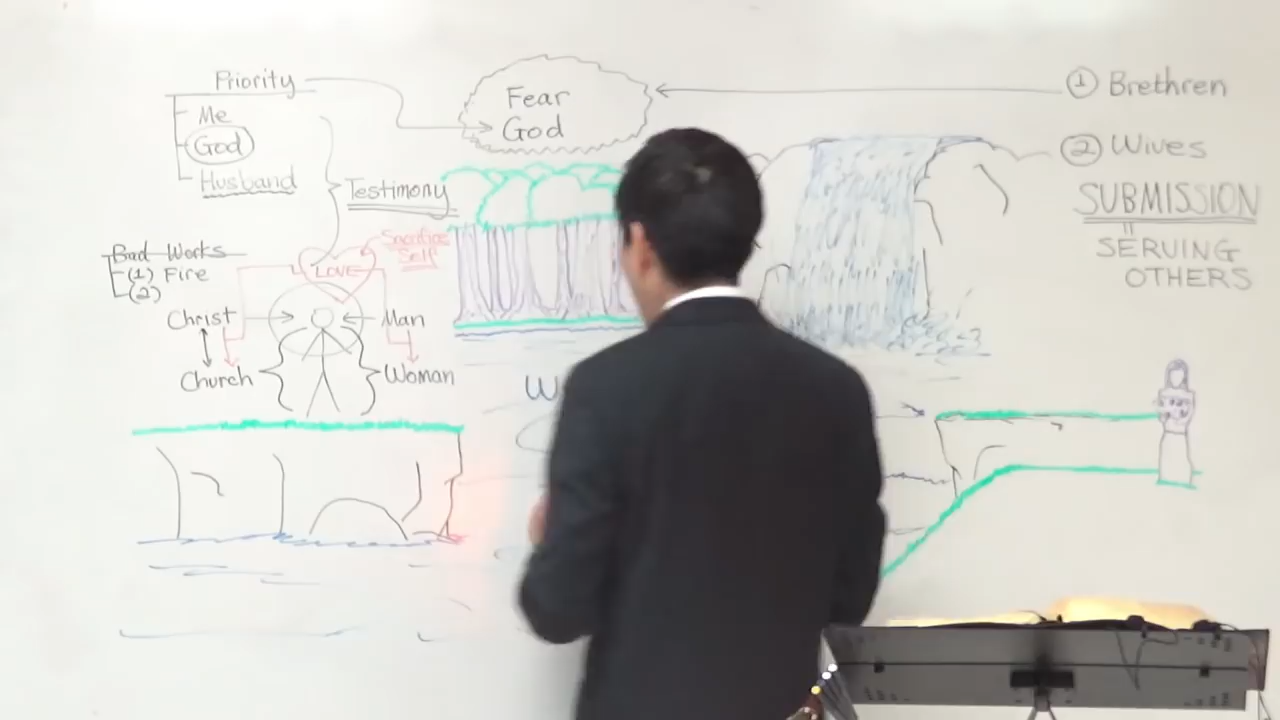 Priority
Me
God
Husband
Testimony
Fear
God
① Brethren
② Wives
SUBMISSION
"
SERVING
OTHERS
Bad Works
(1) Fire
(2)
LOVE
Sacrifice
Self
Christ
Man
Church
Woman